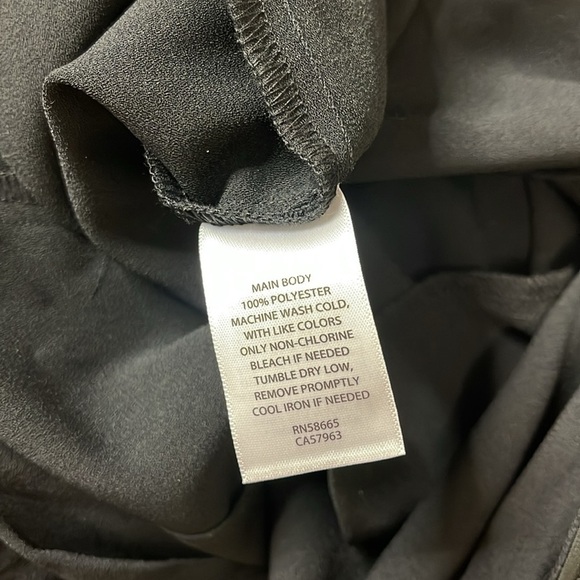 MAIN BODY
100% POLYESTER
MACHINE WASH COLD,
WITH LIKE COLORS
ONLY NON-CHLORINE
BLEACH IF NEEDED
TUMBLE DRY LOW,
REMOVE PROMPTLY
COOL IRON IF NEEDED
RN58665
CA57963